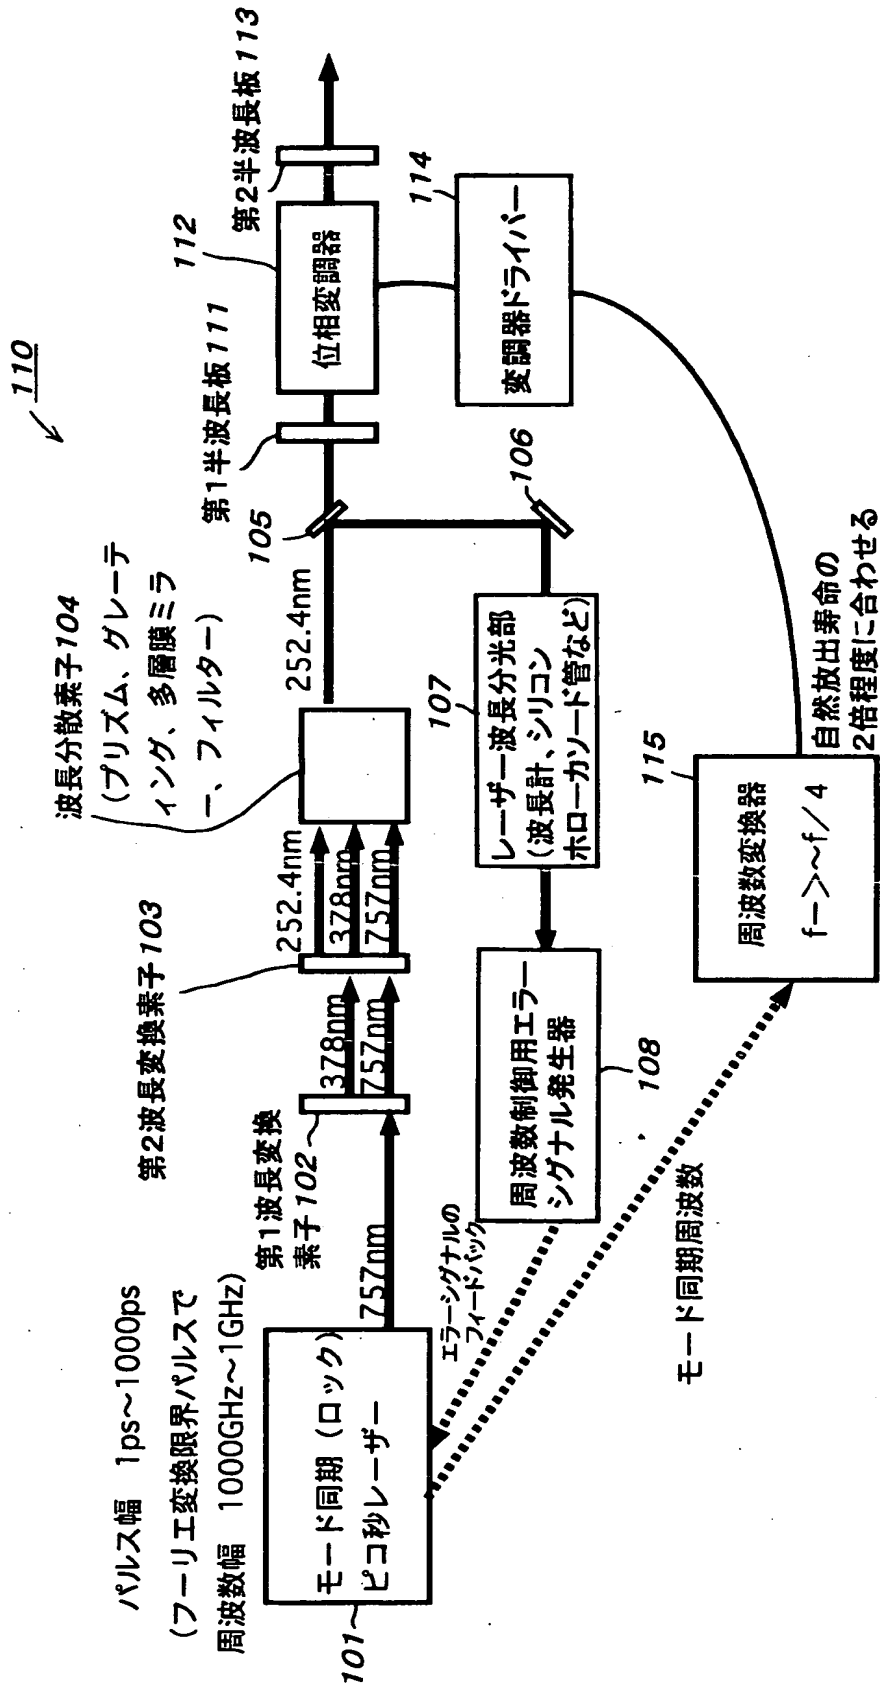 110
パルス幅 1ps～1000ps
(フーリエ変換限界パルスで
周波数幅 1000GHz～1GHz)
モード同期 (ロック)
ピコ秒レーザー
101
757nm
第1波長変換
素子102
378nm
757nm
第2波長変換素子103
252.4nm
378nm
757nm
波長分散素子104
(プリズム、グレーテ
ィング、多層膜ミラ
ー、フィルター)
252.4nm
105
106
第1半波長板111
112
位相変調器
第2半波長板113
114
変調器ドライバー
107
レーザー波長分光部
(波長計、シリコン
ホローカソード管など)
周波数制御用エラー
シグナル発生器
108
エラーシグナルの
フィードバック
モード同期周波数
115
周波数変換器
f－＞～f/4
自然放出寿命の
2倍程度に合わせる